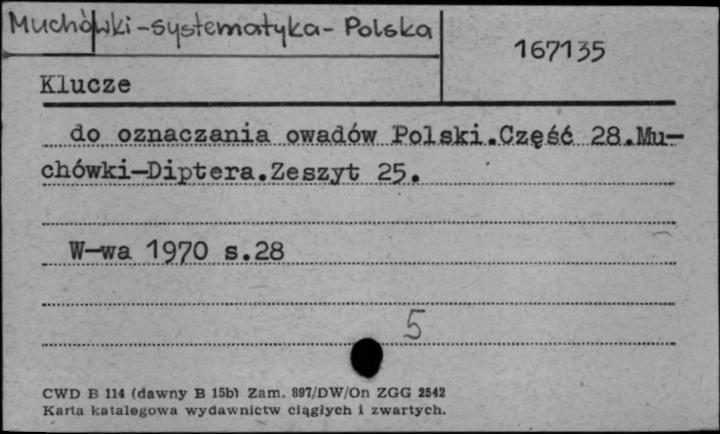 Muchówki-systematyka-Polska
167135
Klucze
do oznaczania owadów Polski.Część 28.Mu-
chówki-Diptera.Zeszyt 25.
W-wa 1970 s.28
5
CWD B 114 (dawny B 15b) Zam. 897/DW/On ZGG 2542
Karta katalogowa wydawnictw ciągłych i zwartych.